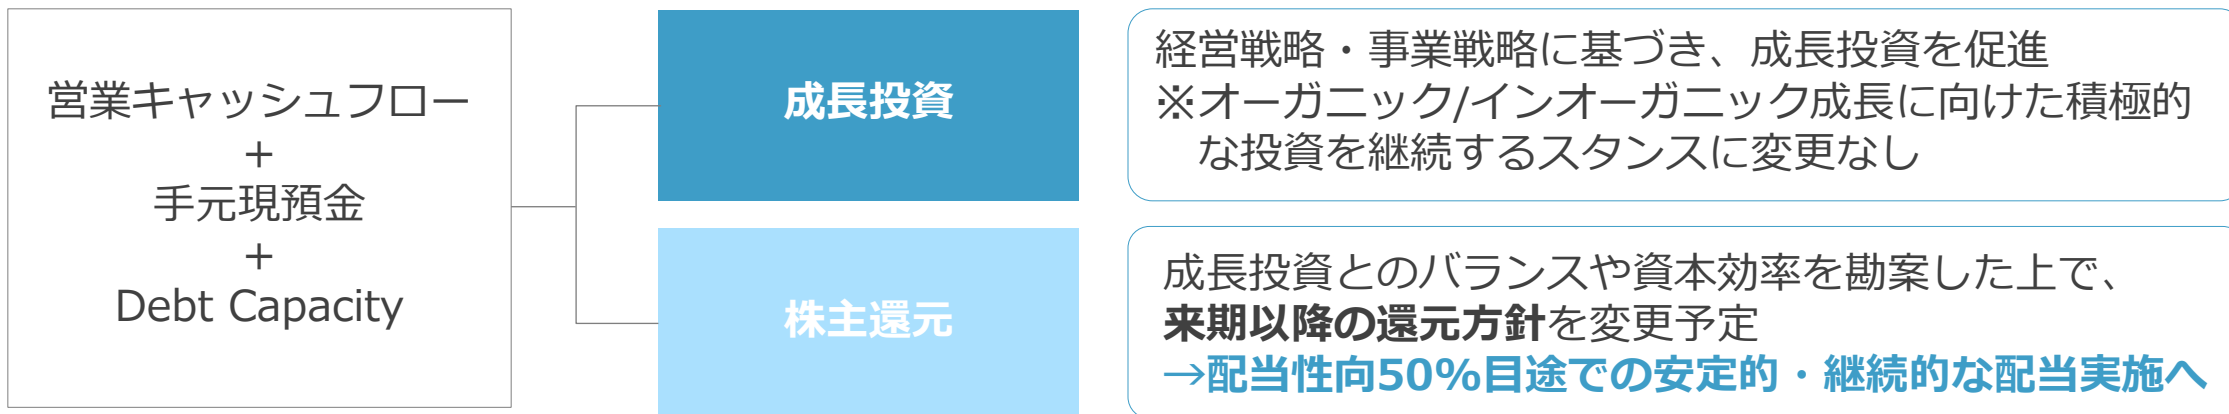 営業キャッシュフロー
+
手元現預金
+
Debt Capacity
成長投資
経営戦略・事業戦略に基づき、成長投資を促進
※オーガニック/インオーガニック成長に向けた積極的
な投資を継続するスタンスに変更なし
株主還元
成長投資とのバランスや資本効率を勘案した上で、
来期以降の還元方針を変更予定
→配当性向50%目途での安定的・継続的な配当実施へ